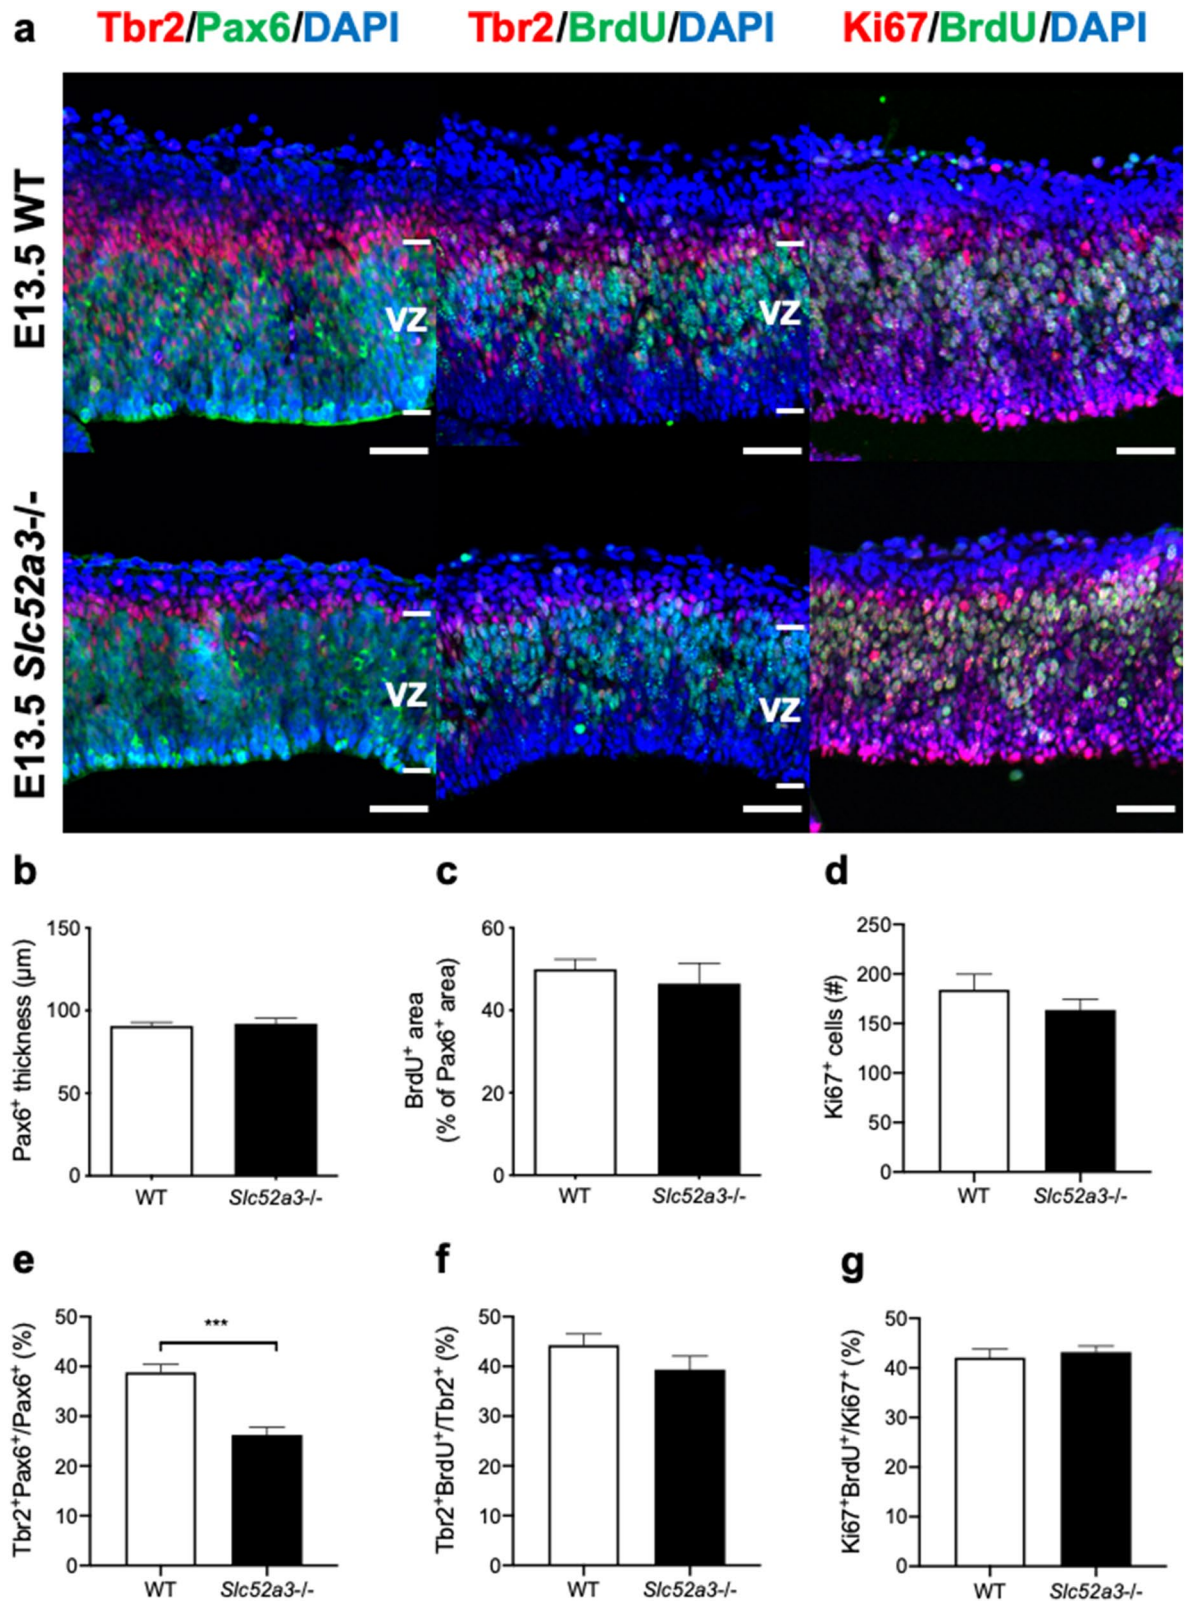 a
Tbr2/Pax6/DAPI
Tbr2/BrdU/DAPI
Ki67/BrdU/DAPI
E13.5 WT
VZ
VZ
E13.5 Slc52a3-/-
VZ
VZ
b
Pax6⁺ thickness (µm)
150
100
50
0
WT
Slc52a3-/-
c
BrdU⁺ area
(% of Pax6⁺ area)
60
40
20
0
WT
Slc52a3-/-
d
Ki67⁺ cells (#)
250
200
150
100
50
0
WT
Slc52a3-/-
e
Tbr2⁺Pax6⁺/Pax6⁺ (%)
50
40
30
20
10
0
***
WT
Slc52a3-/-
f
Tbr2⁺BrdU⁺/Tbr2⁺ (%)
50
40
30
20
10
0
WT
Slc52a3-/-
g
Ki67⁺BrdU⁺/Ki67⁺ (%)
50
40
30
20
10
0
WT
Slc52a3-/-